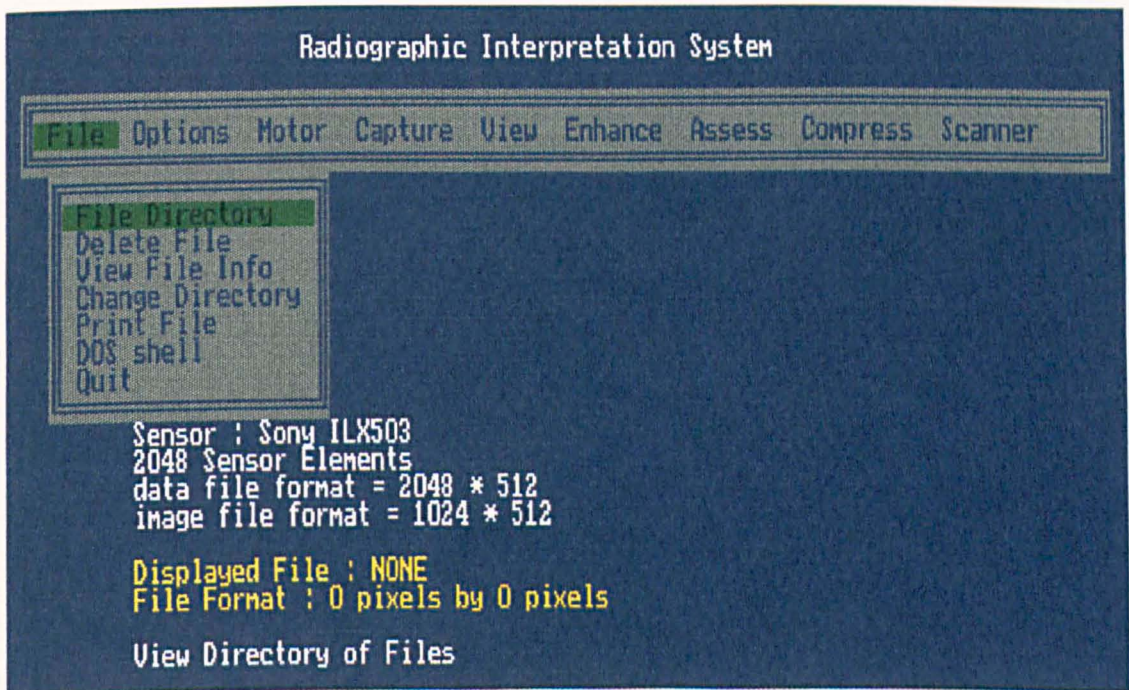 Radiographic Interpretation System
File Options Motor Capture View Enhance Assess Compress Scanner
File Directory
Delete File
View File Info
Change Directory
Print File
DOS shell
Quit
Sensor : Sony ILX503
2048 Sensor Elements
data file format = 2048 * 512
image file format = 1024 * 512
Displayed File : NONE
File Format : 0 pixels by 0 pixels
View Directory of Files